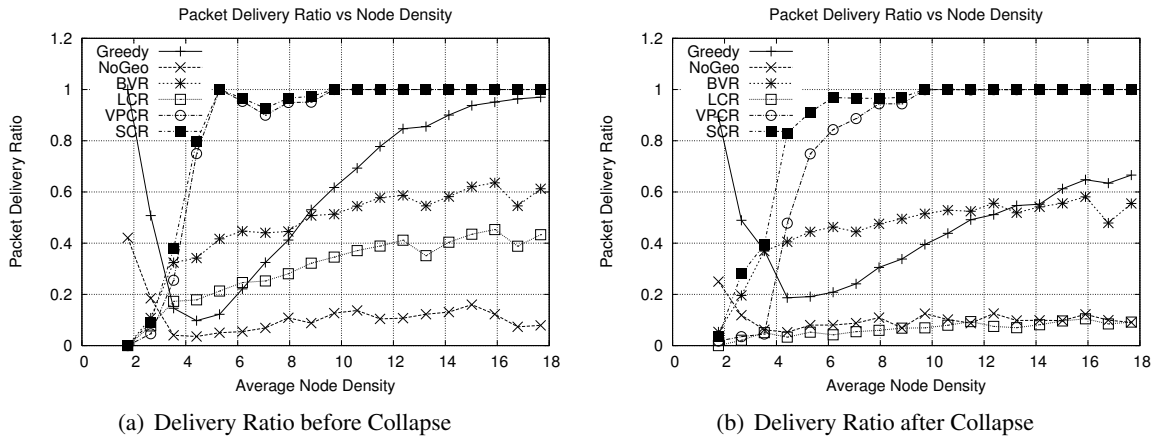 Packet Delivery Ratio vs Node Density
Packet Delivery Ratio
1.2
1
0.8
0.6
0.4
0.2
0
Greedy
NoGeo
BVR
LCR
VPCR
SCR
0 2 4 6 8 10 12 14 16 18
Average Node Density
(a) Delivery Ratio before Collapse
Packet Delivery Ratio vs Node Density
Packet Delivery Ratio
1.2
1
0.8
0.6
0.4
0.2
0
Greedy
NoGeo
BVR
LCR
VPCR
SCR
0 2 4 6 8 10 12 14 16 18
Average Node Density
(b) Delivery Ratio after Collapse